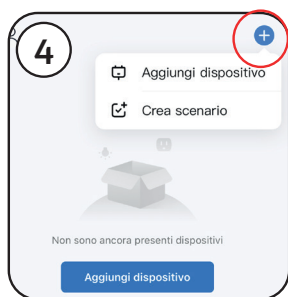 4
Aggiungi dispositivo
Crea scenario
Non sono ancora presenti dispositivi
Aggiungi dispositivo